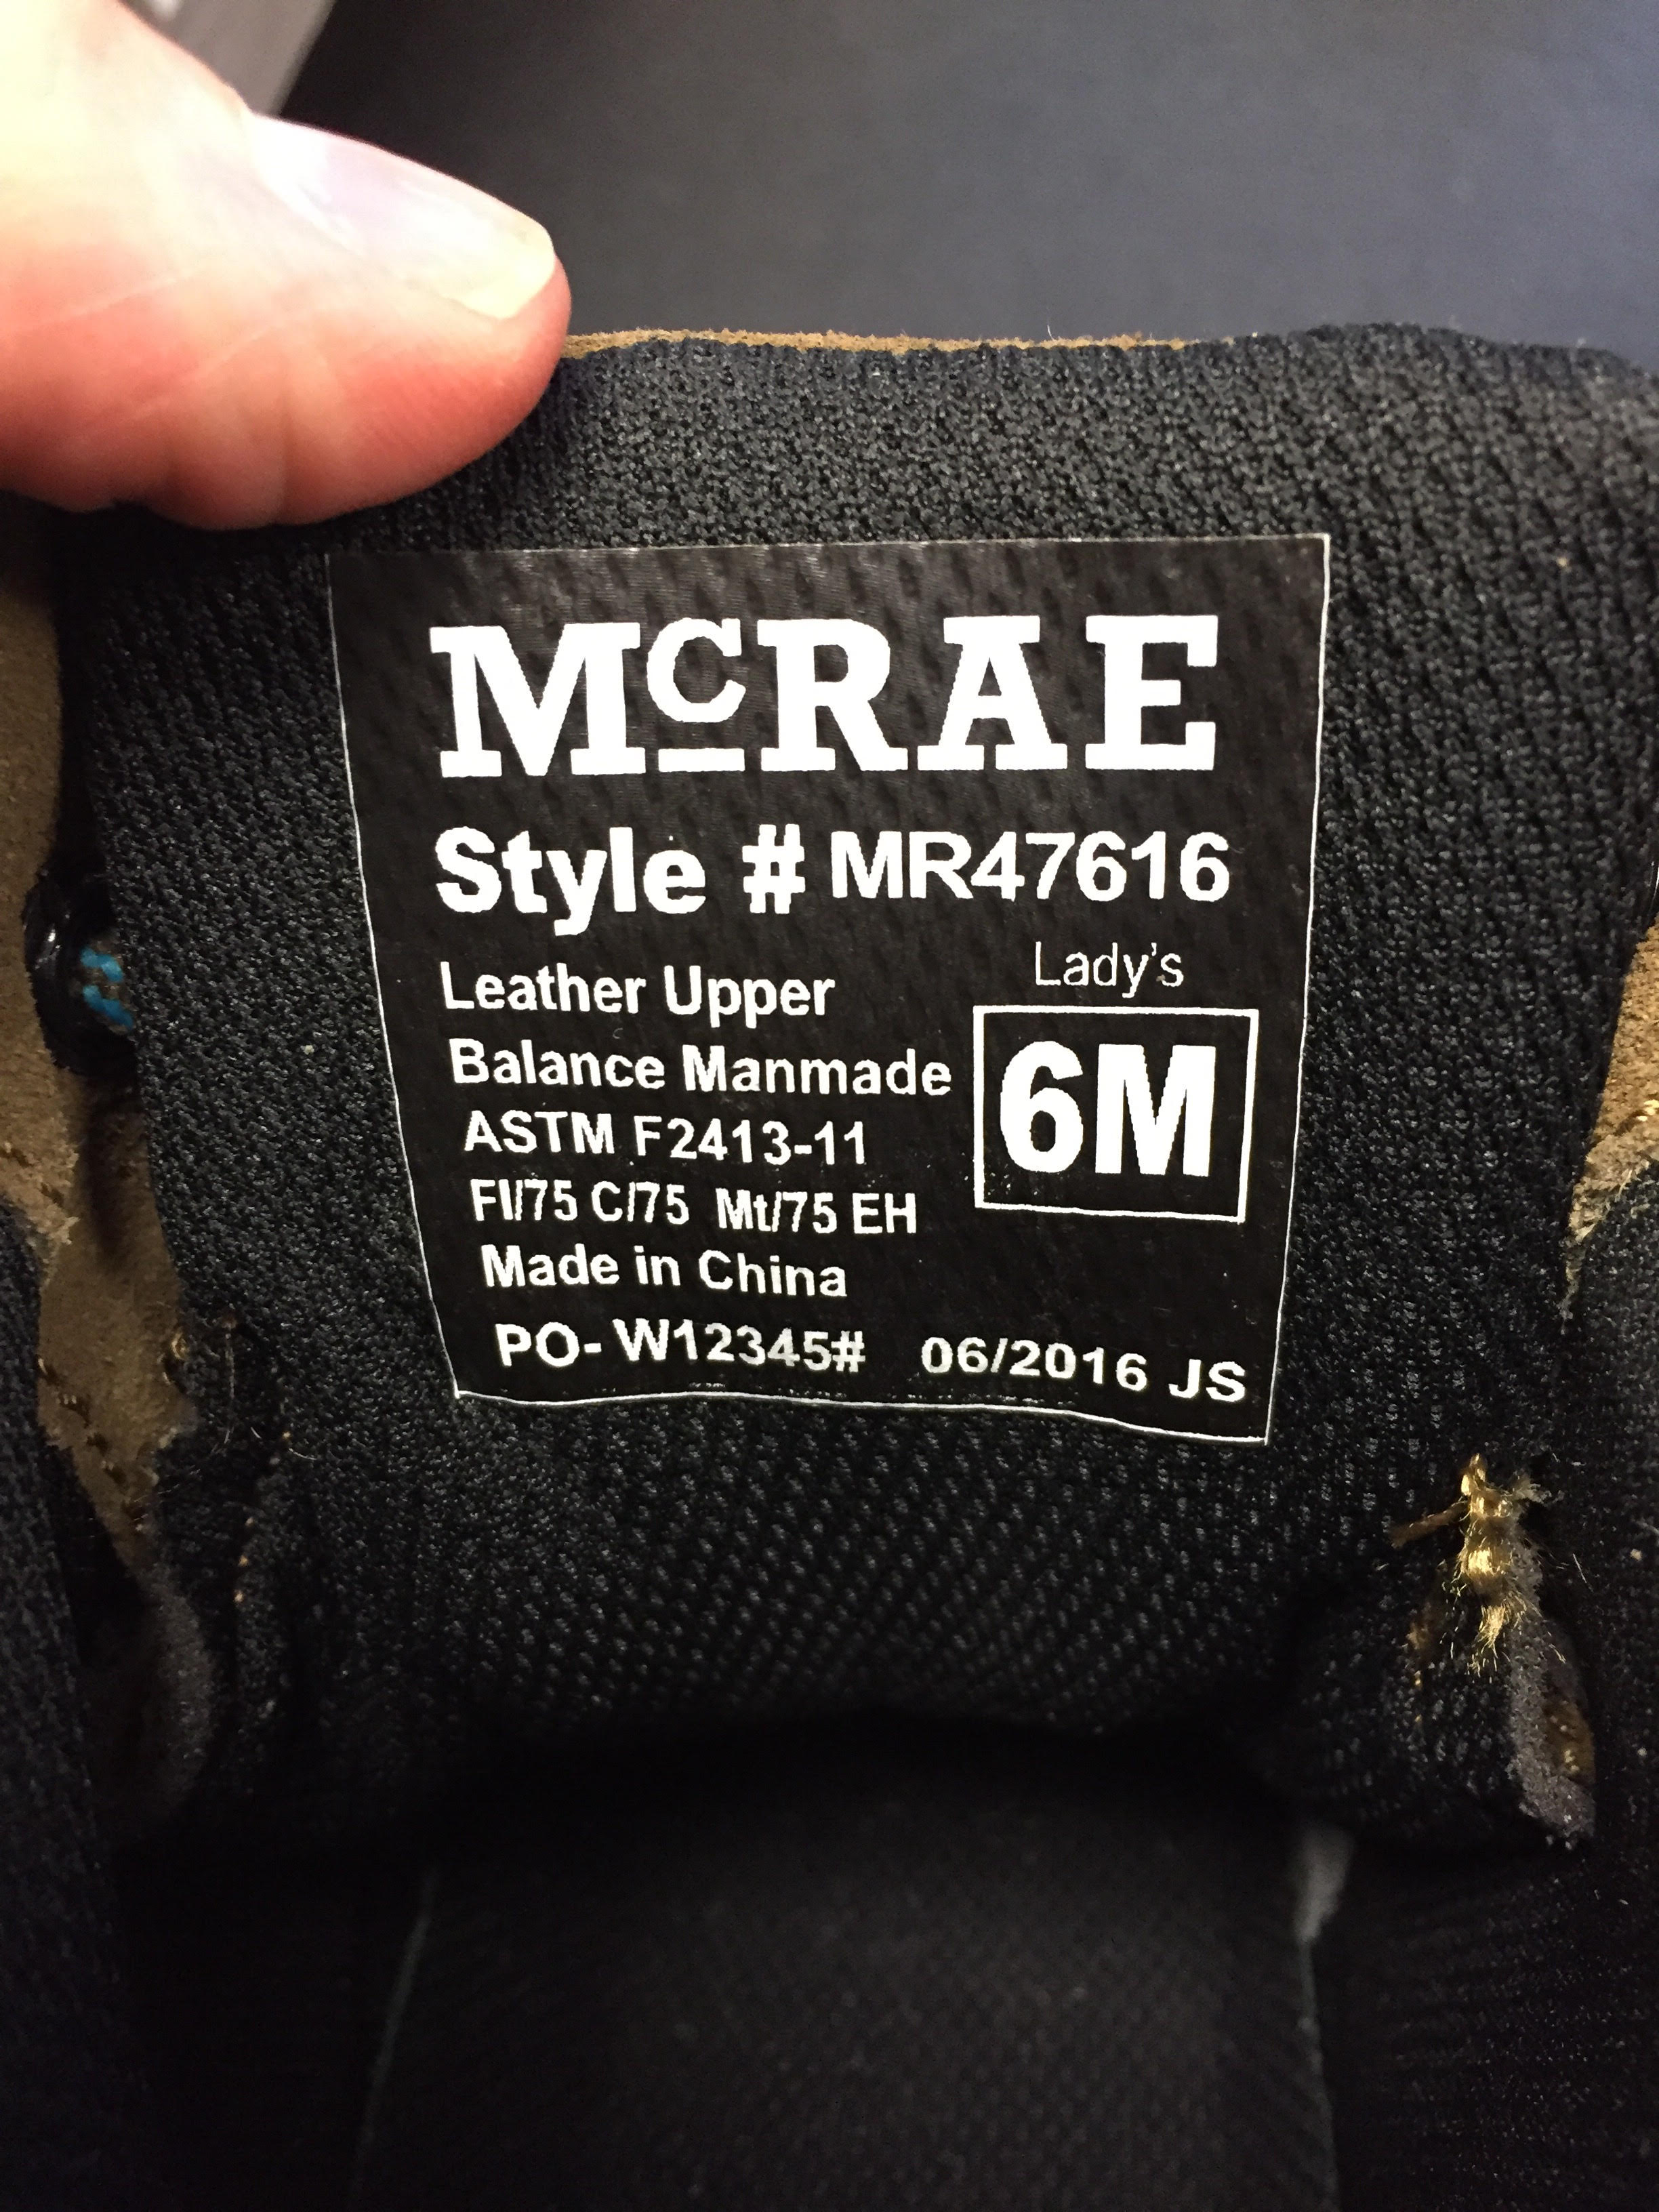 McRAE
Style # MR47616
Lady's
Leather Upper
6M
Balance Manmade
ASTM F2413-11
FI/75 C/75 Mt/75 EH
Made in China
PO- W12345# 06/2016 JS